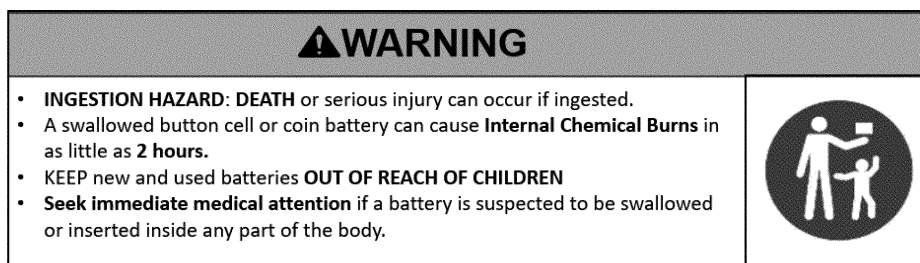 WARNING
• INGESTION HAZARD: DEATH or serious injury can occur if ingested.
• A swallowed button cell or coin battery can cause Internal Chemical Burns in
as little as 2 hours.
• KEEP new and used batteries OUT OF REACH OF CHILDREN
• Seek immediate medical attention if a battery is suspected to be swallowed
or inserted inside any part of the body.